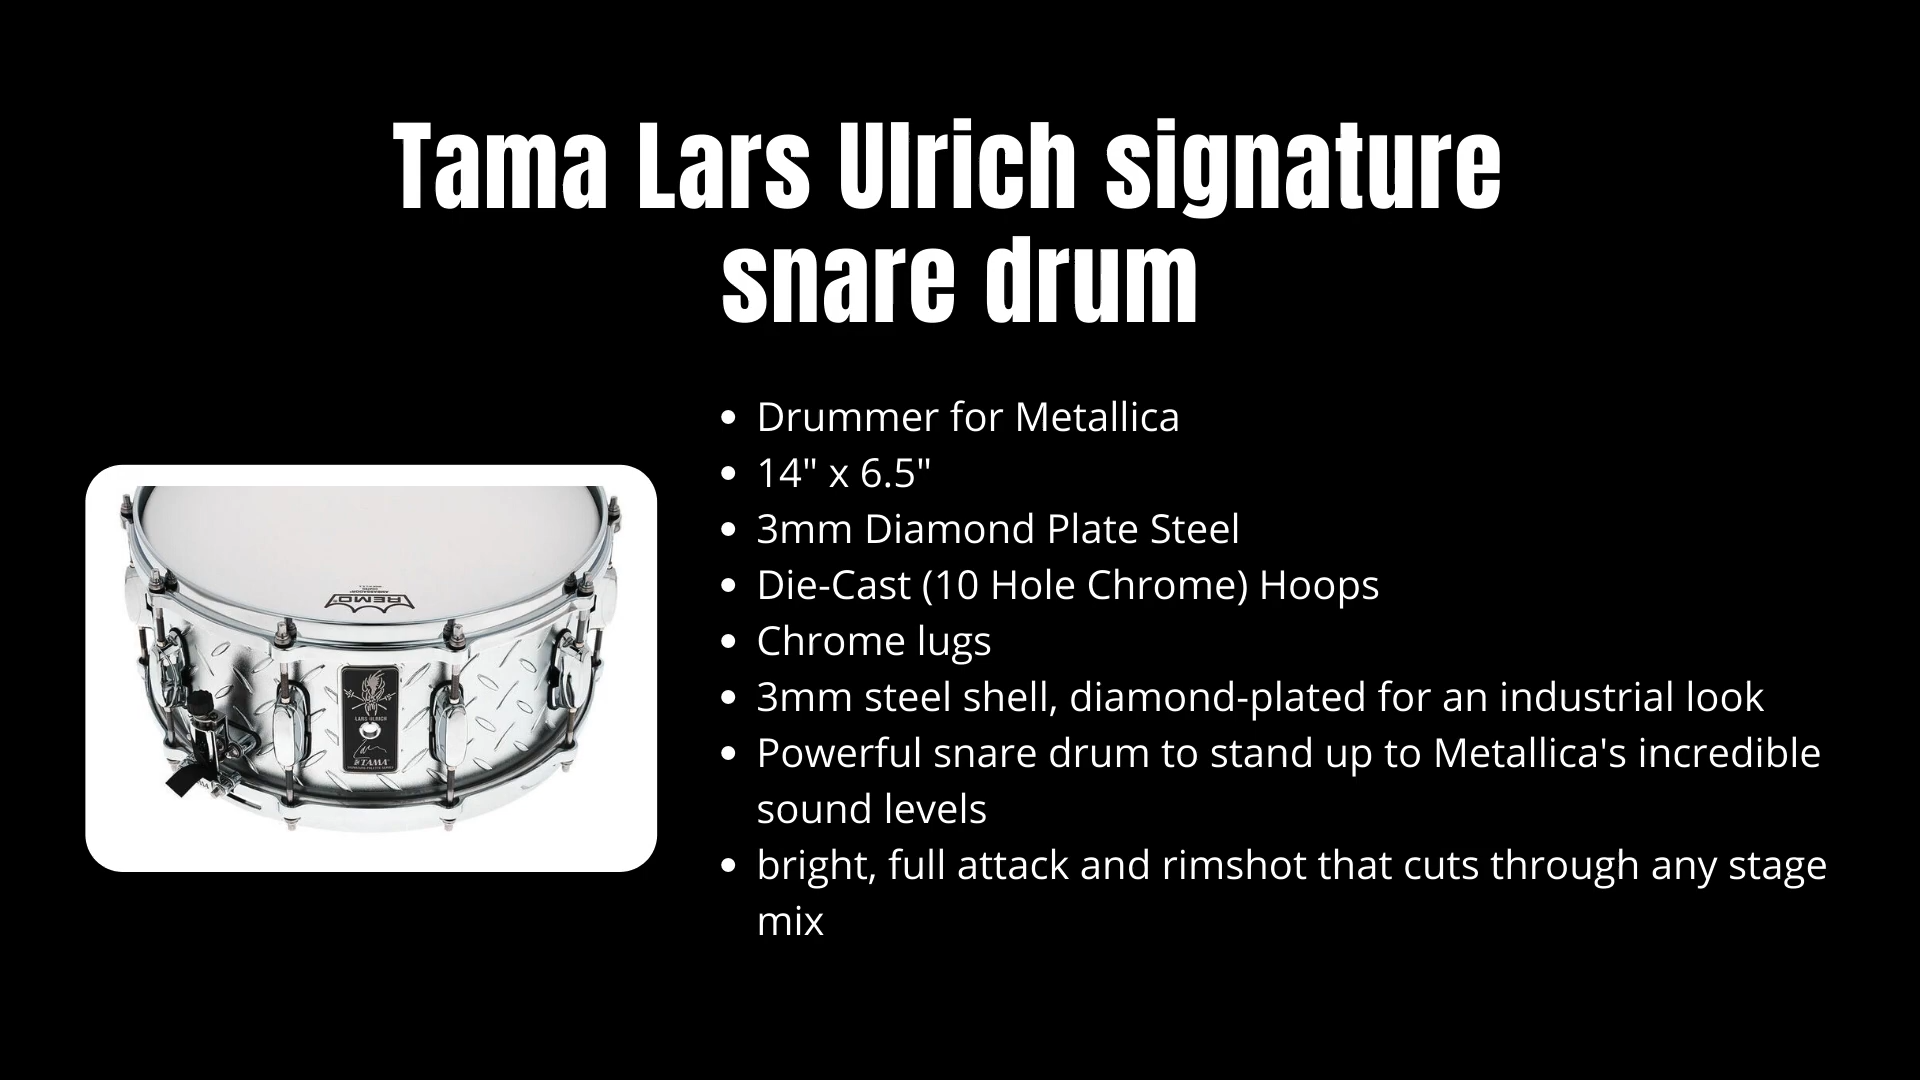 Tama Lars Ulrich signature
snare drum
Drummer for Metallica
14" x 6.5"
3mm Diamond Plate Steel
Die-Cast (10 Hole Chrome) Hoops
Chrome lugs
3mm steel shell, diamond-plated for an industrial look
Powerful snare drum to stand up to Metallica's incredible
sound levels
bright, full attack and rimshot that cuts through any stage
mix
REMO
AMBASSADOR
LARS ULRICH
TAMA